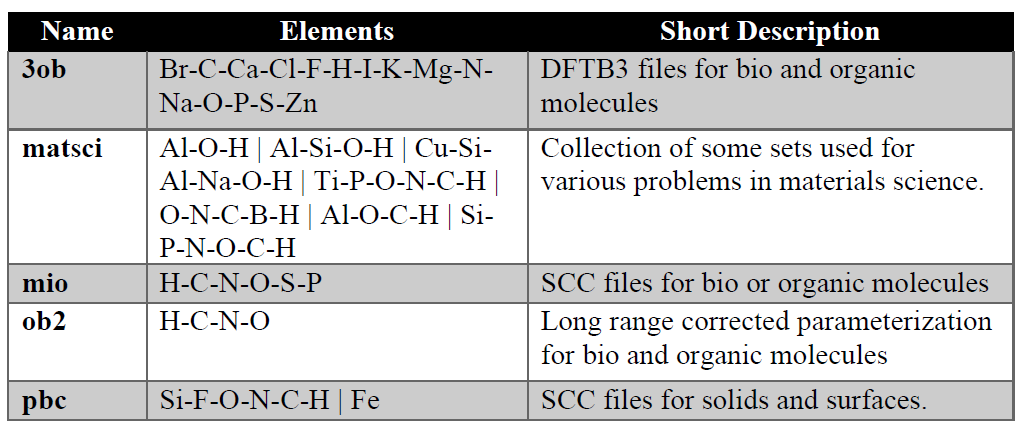 Name Elements Short Description
3ob Br-C-Ca-Cl-F-H-I-K-Mg-N- DFTB3 files for bio and organic
Na-O-P-S-Zn molecules
matsci Al-O-H | Al-Si-O-H | Cu-Si- Collection of some sets used for
Al-Na-O-H | Ti-P-O-N-C-H | various problems in materials science.
O-N-C-B-H | Al-O-C-H | Si-
P-N-O-C-H
mio H-C-N-O-S-P SCC files for bio or organic molecules
ob2 H-C-N-O Long range corrected parameterization
for bio and organic molecules
pbc Si-F-O-N-C-H | Fe SCC files for solids and surfaces.